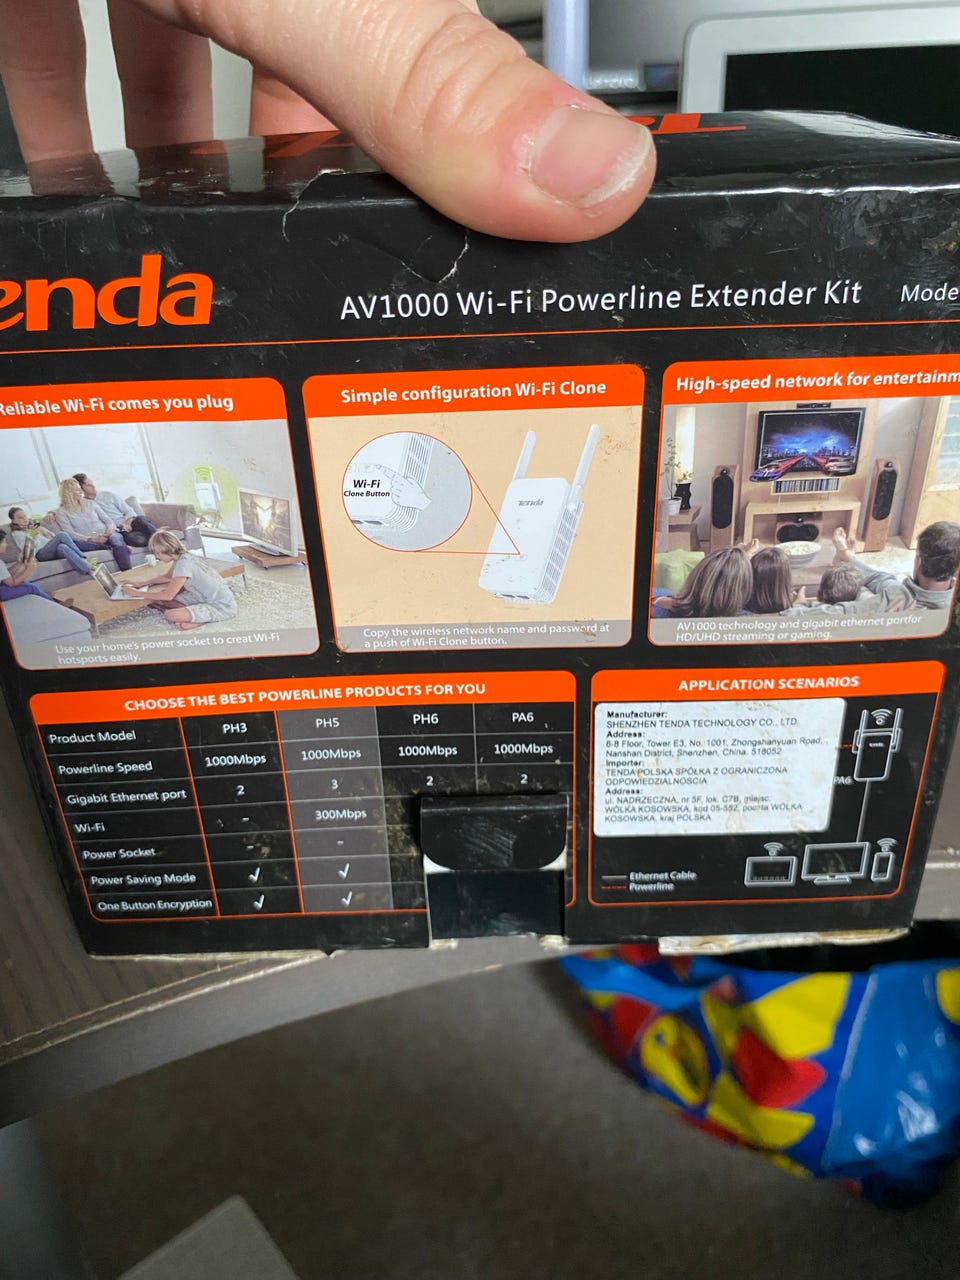 enda
AV1000 Wi-Fi Powerline Extender Kit
Mode
Reliable Wi-Fi comes you plug
Use your home's power socket to creat Wi-Fi
hotsports easily.
Simple configuration Wi-Fi Clone
Wi-Fi
Clone Button
Tenda
Copy the wireless network name and password at
a push of Wi-Fi Clone button.
High-speed network for entertainm
AV1000 technology and gigabit ethernet portfor
HD/UHD streaming or gaming.
CHOOSE THE BEST POWERLINE PRODUCTS FOR YOU
Product Model PH3 PH5 PH6 PA6
Powerline Speed 1000Mbps 1000Mbps 1000Mbps 1000Mbps
Gigabit Ethernet port 2 3 2 2
Wi-Fi - 300Mbps
Power Socket - -
Power Saving Mode ✓ ✓
One Button Encryption ✓ ✓
APPLICATION SCENARIOS
Manufacturer:
SHENZHEN TENDA TECHNOLOGY CO., LTD.
Address:
6-8 Floor, Tower E3, No. 1001, Zhongshanyuan Road,
Nanshan District, Shenzhen, China. 518052
Importer:
TENDA POLSKA SPÓŁKA Z OGRANICZONĄ
ODPOWIEDZIALNOŚCIĄ
Address:
ul. NADRZECZNA, nr 5F, lok. C7B, miejsc.
WÓLKA KOSOWSKA, kod 05-552, poczta WÓLKA
KOSOWSKA, kraj POLSKA
PA6
Ethernet Cable
Powerline